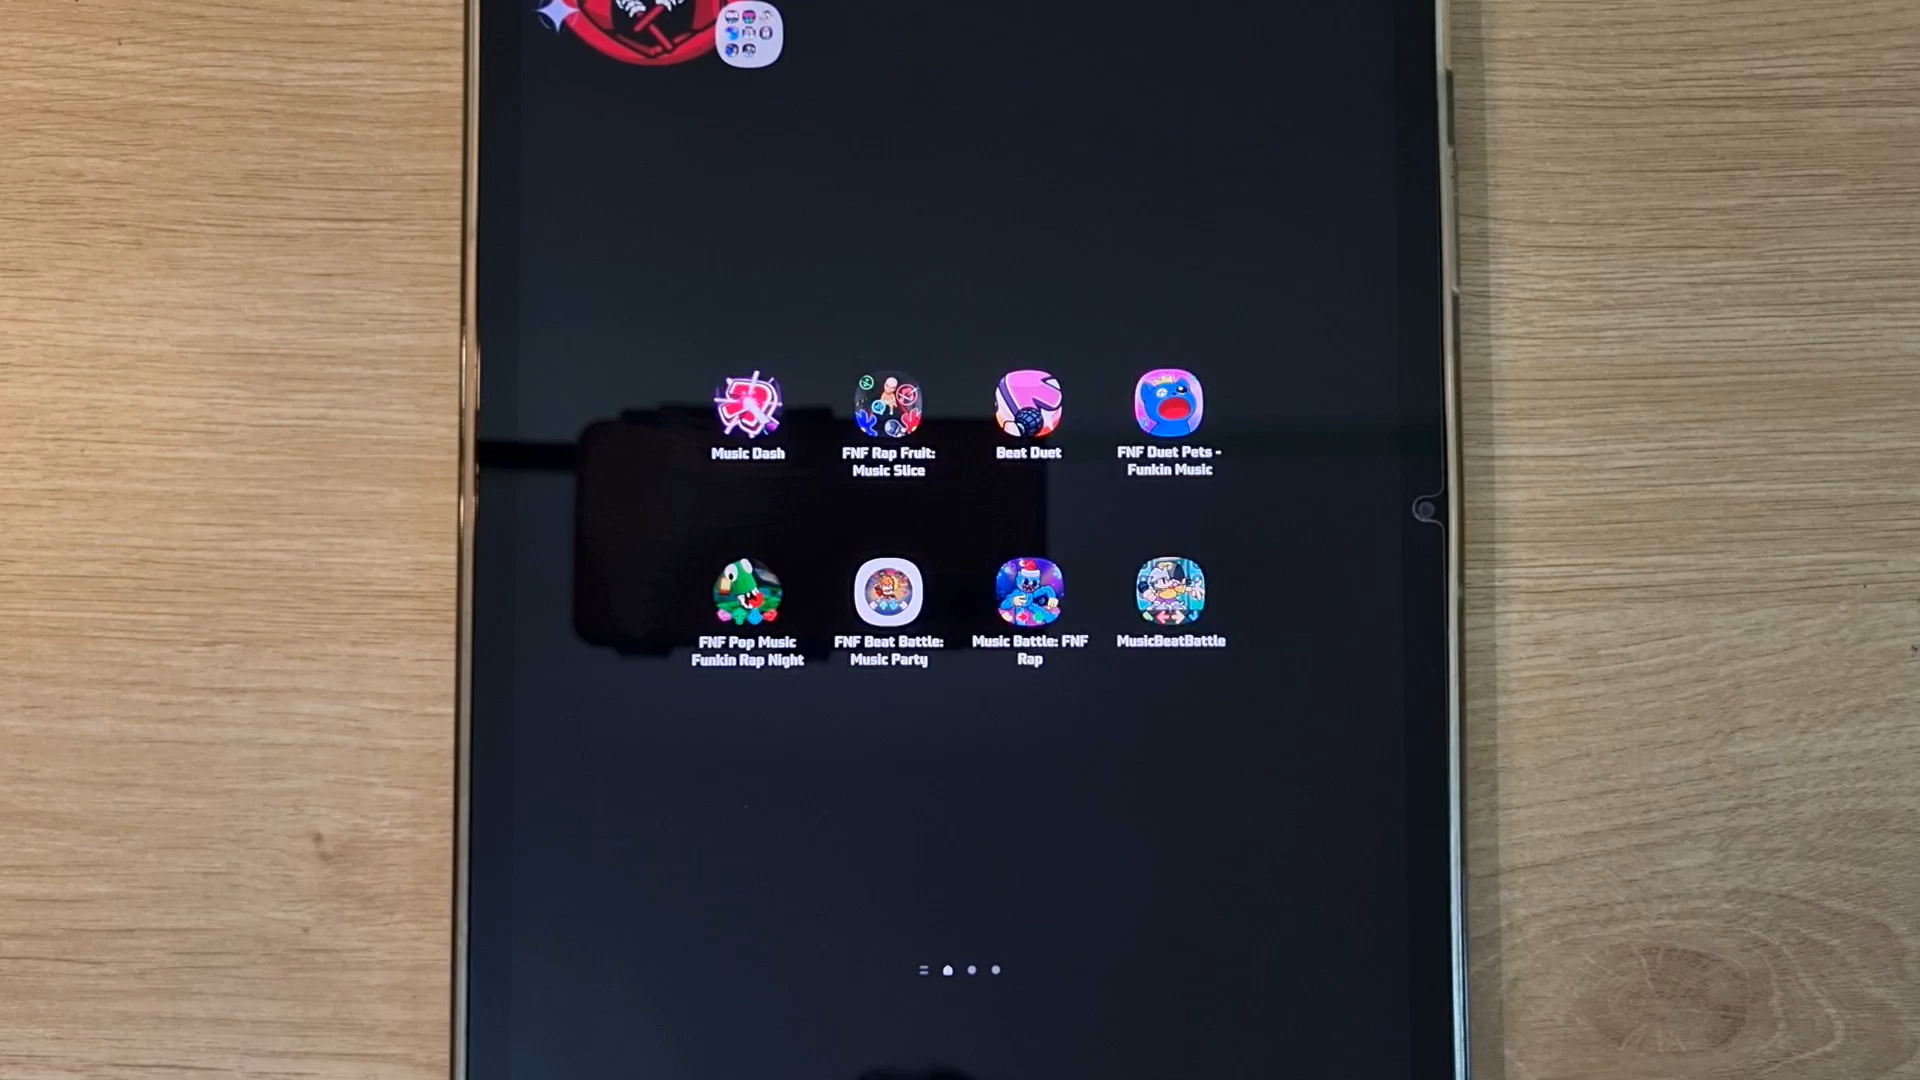 Music Dash
FNF Rap Fruit:
Music Slice
Beat Duet
FNF Duet Pets -
Funkin Music
FNF Pop Music
Funkin Rap Night
FNF Beat Battle:
Music Party
Music Battle: FNF
Rap
MusicBeatBattle